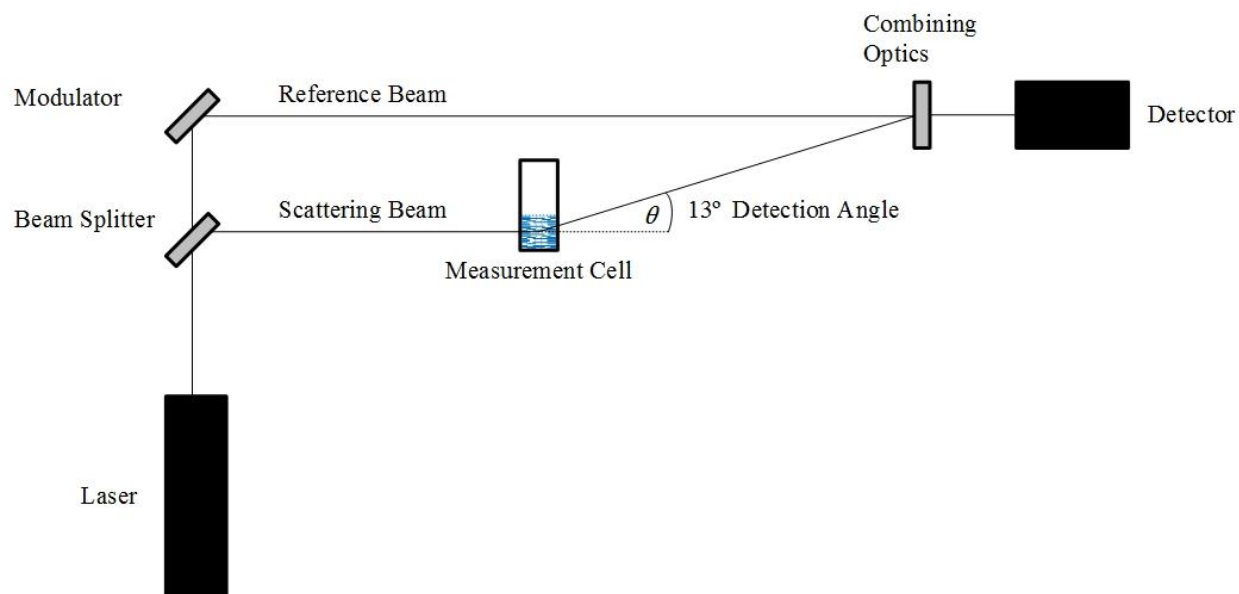 Combining
Optics
Modulator
Reference Beam
Detector
Beam Splitter
Scattering Beam
θ
13° Detection Angle
Measurement Cell
Laser